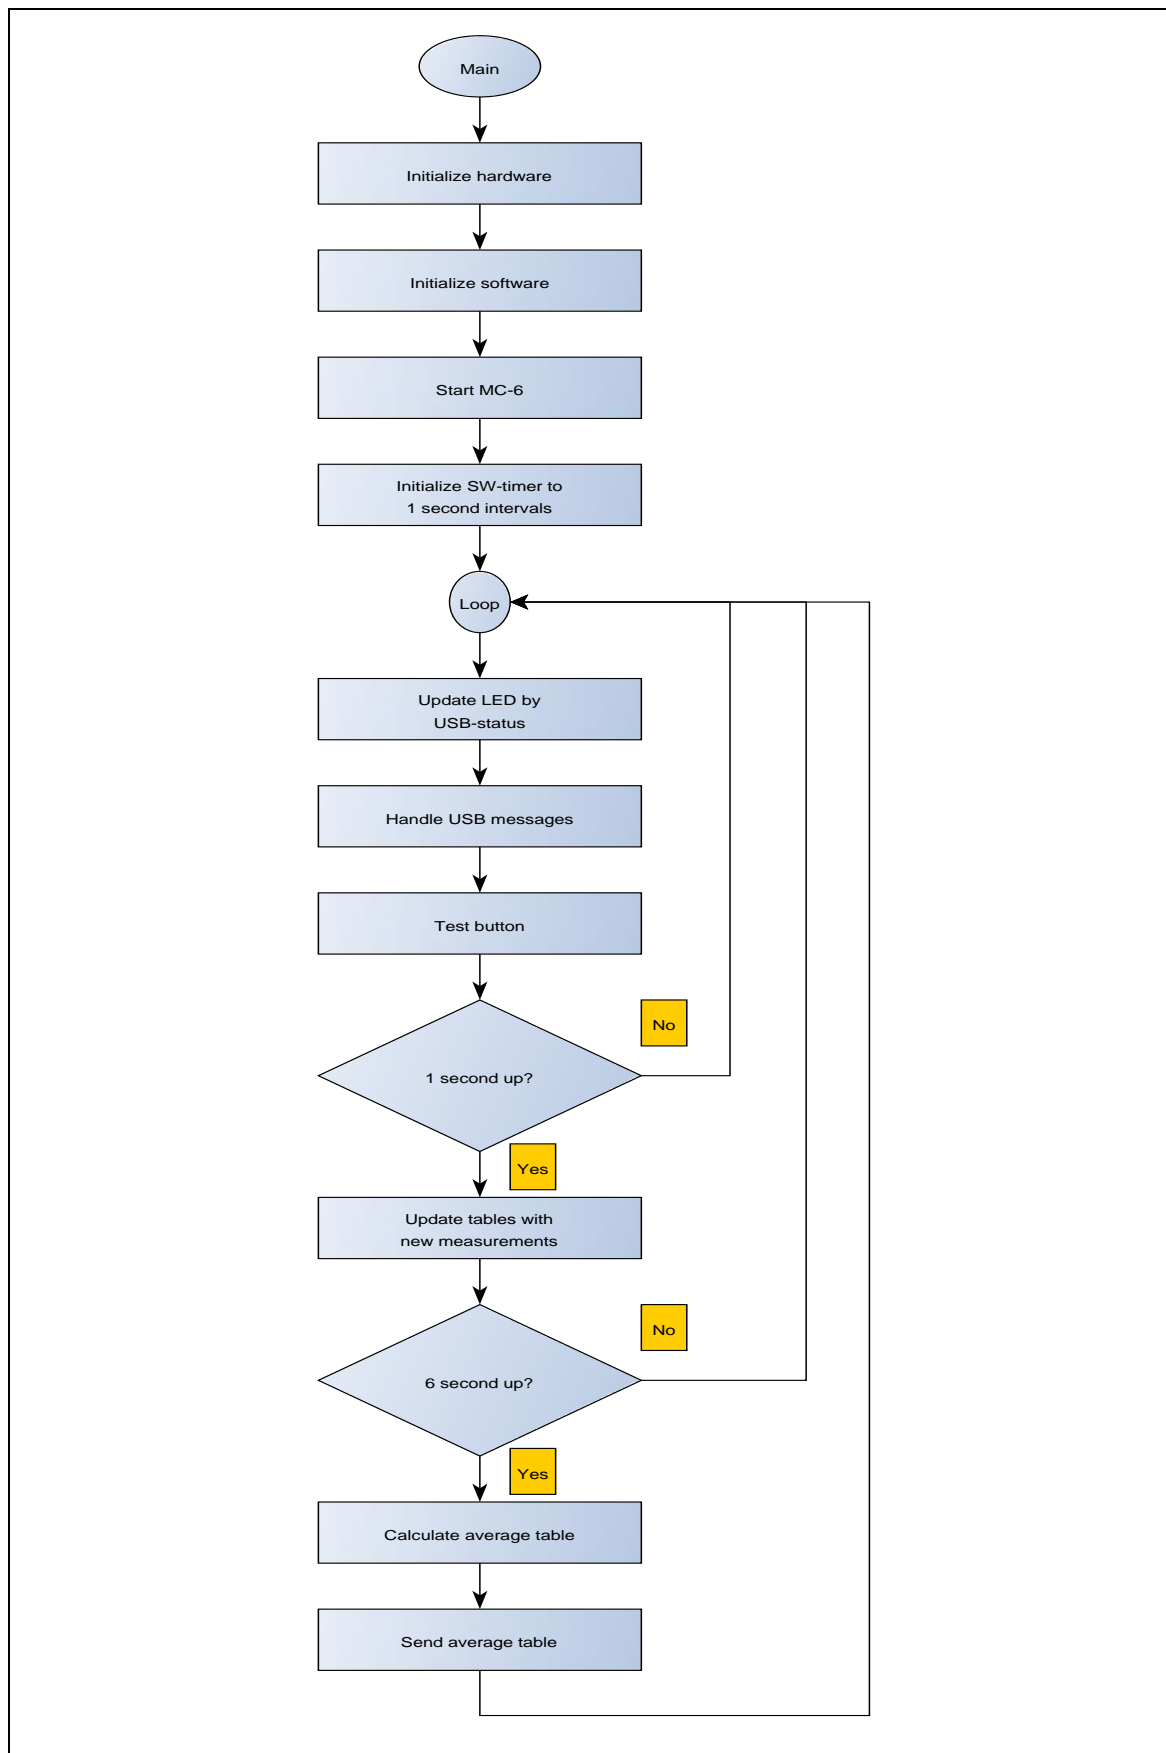 Main
Initialize hardware
Initialize software
Start MC-6
Initialize SW-timer to
1 second intervals
Loop
Update LED by
USB-status
Handle USB messages
Test button
No
1 second up?
Yes
Update tables with
new measurements
No
6 second up?
Yes
Calculate average table
Send average table